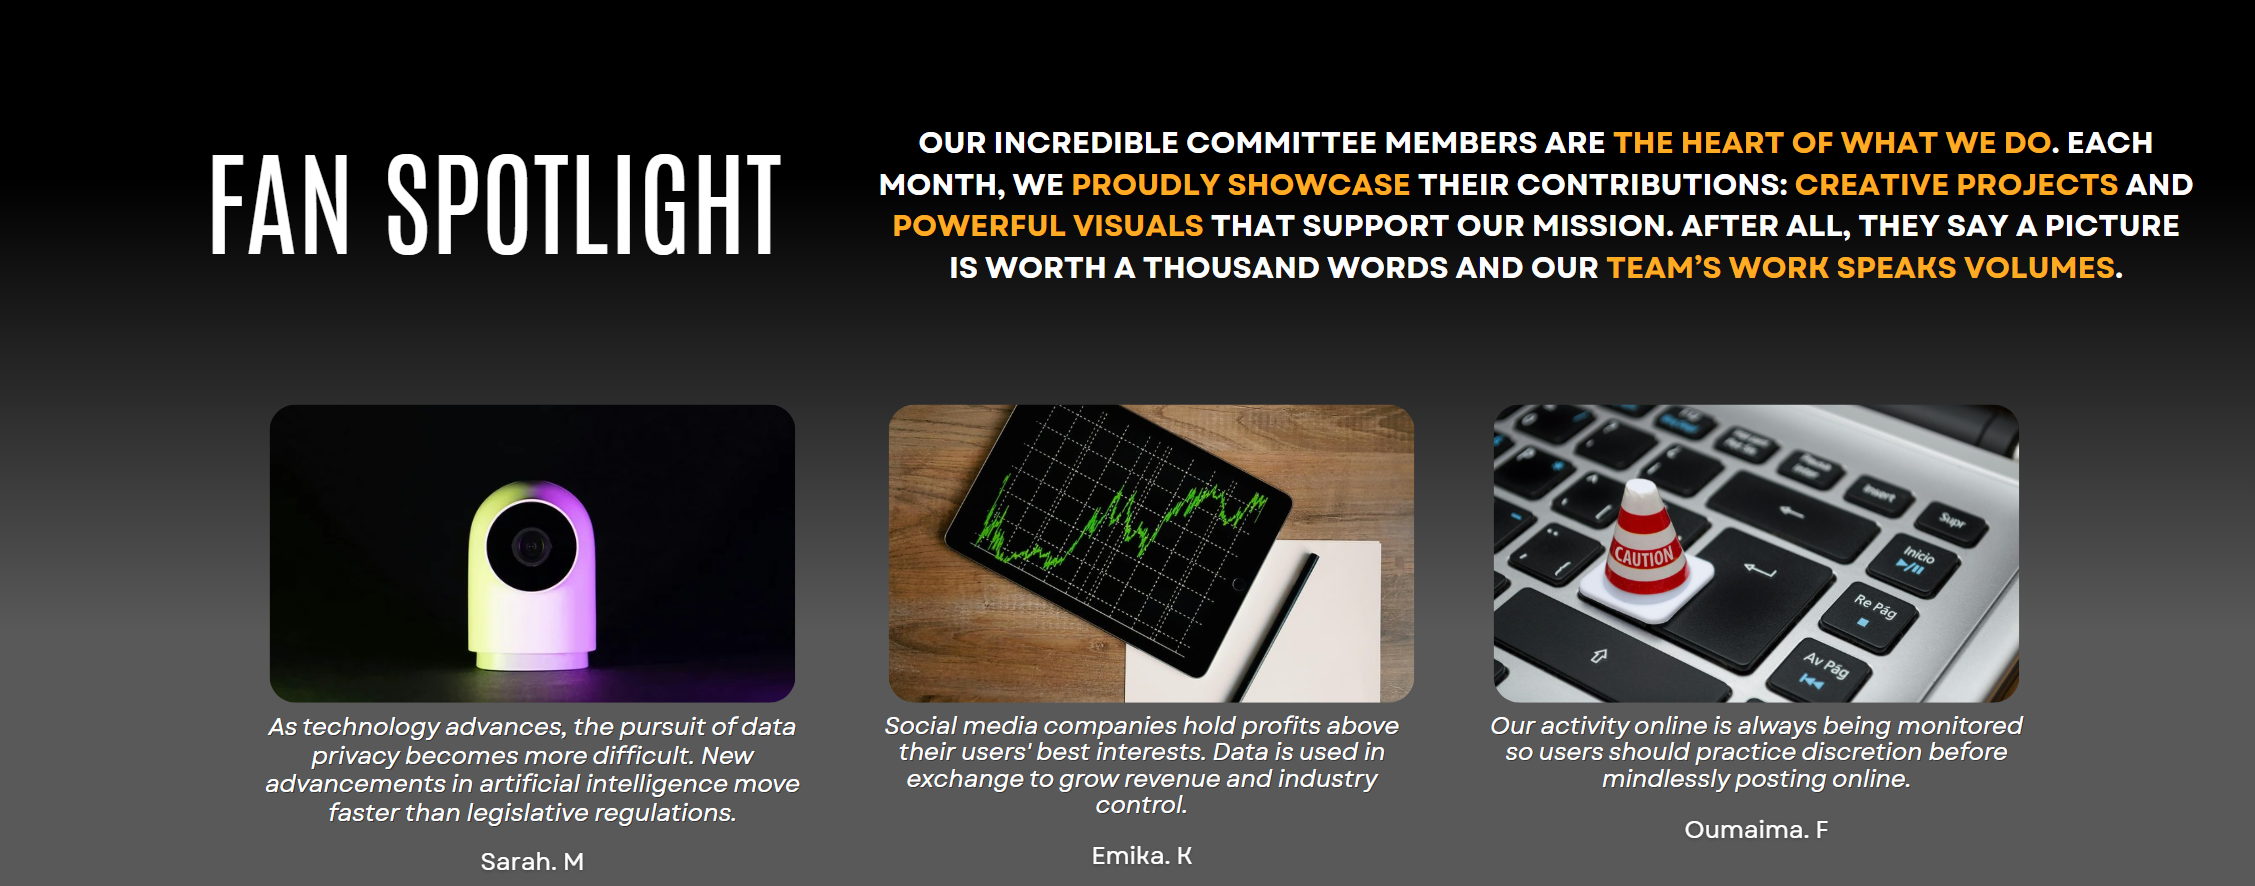 FAN SPOTLIGHT
OUR INCREDIBLE COMMITTEE MEMBERS ARE THE HEART OF WHAT WE DO. EACH
MONTH, WE PROUDLY SHOWCASE THEIR CONTRIBUTIONS: CREATIVE PROJECTS AND
POWERFUL VISUALS THAT SUPPORT OUR MISSION. AFTER ALL, THEY SAY A PICTURE
IS WORTH A THOUSAND WORDS AND OUR TEAM’S WORK SPEAKS VOLUMES.
As technology advances, the pursuit of data
privacy becomes more difficult. New
advancements in artificial intelligence move
faster than legislative regulations.
Sarah. M
Social media companies hold profits above
their users' best interests. Data is used in
exchange to grow revenue and industry
control.
Emika. K
Insert
Supr
Inicio
CAUTION
Re Pág
Av Pág
Our activity online is always being monitored
so users should practice discretion before
mindlessly posting online.
Oumaima. F